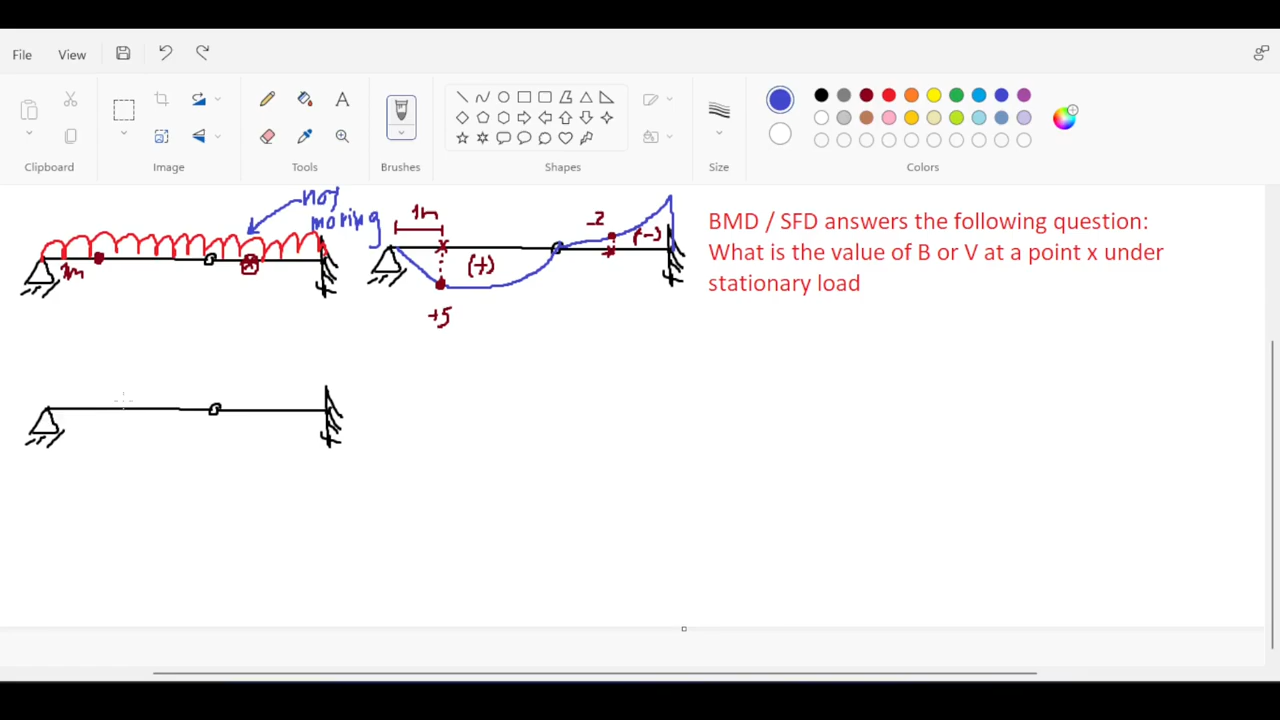 File View
Clipboard
Image
Tools
Brushes
Shapes
Size
Colors
not
moving
1m
1m
-2
(-)
(+)
+5
BMD / SFD answers the following question:
What is the value of B or V at a point x under
stationary load